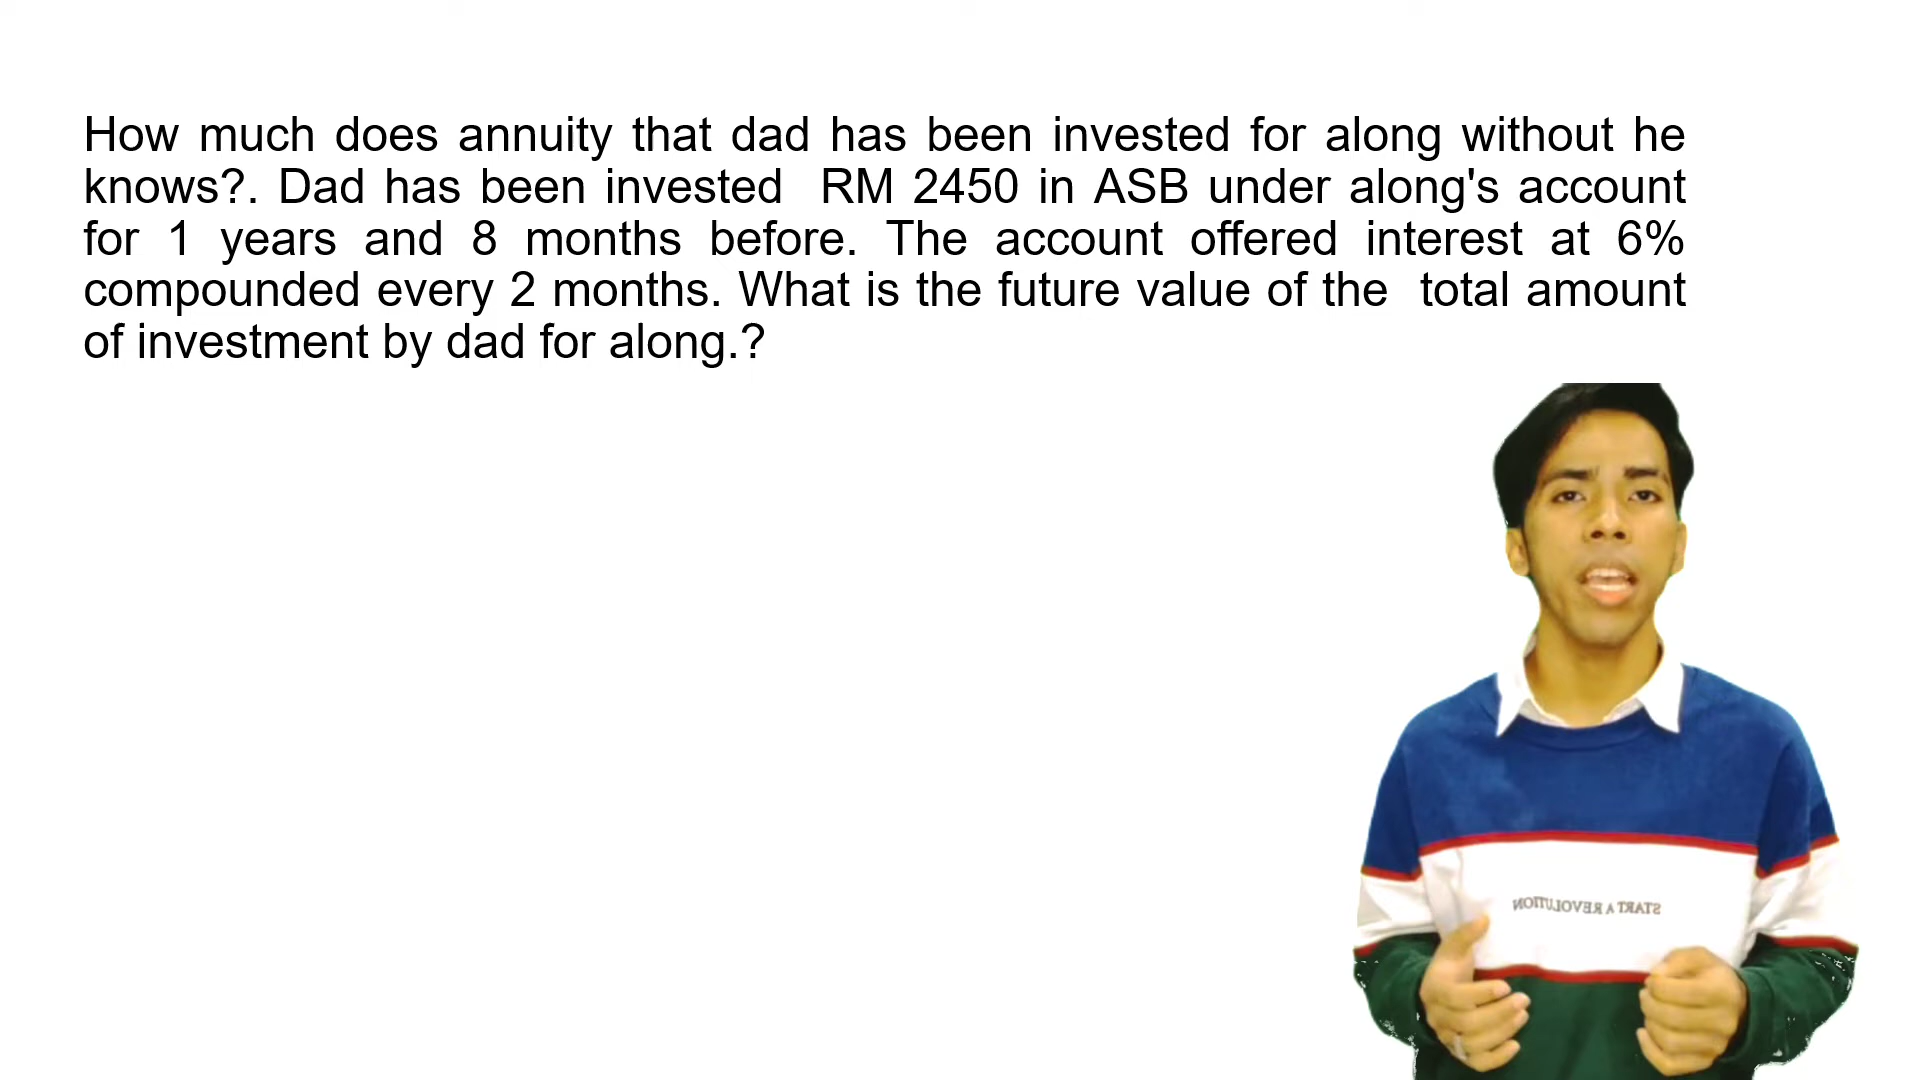 How much does annuity that dad has been invested for along without he
knows?. Dad has been invested RM 2450 in ASB under along's account
for 1 years and 8 months before. The account offered interest at 6%
compounded every 2 months. What is the future value of the total amount
of investment by dad for along.?
START A REVOLUTION